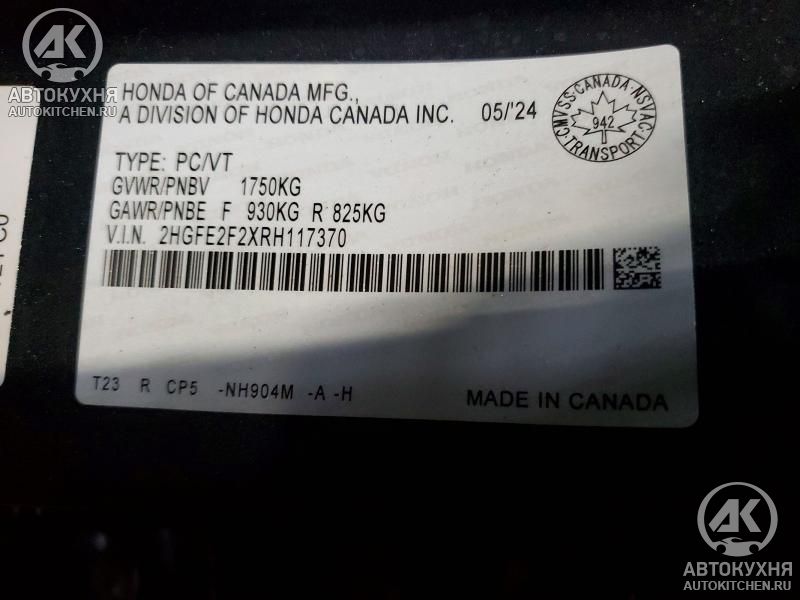 АК
АВТОКУХНЯ
AUTOKITCHEN.RU
HONDA OF CANADA MFG.,
A DIVISION OF HONDA CANADA INC. 05/'24
CMVSS·CANADA·NSVAC
942
TRANSPORT
TYPE: PC/VT
GVWR/PNBV 1750KG
GAWR/PNBE F 930KG R 825KG
V.I.N. 2HGFE2F2XRH117370
T23 R CP5 -NH904M -A -H
MADE IN CANADA
АК
АВТОКУХНЯ
AUTOKITCHEN.RU